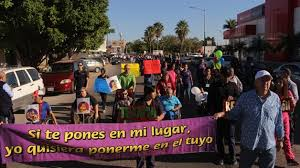 Si te pones en mi lugar,
yo quisiera ponerme en el tuyo